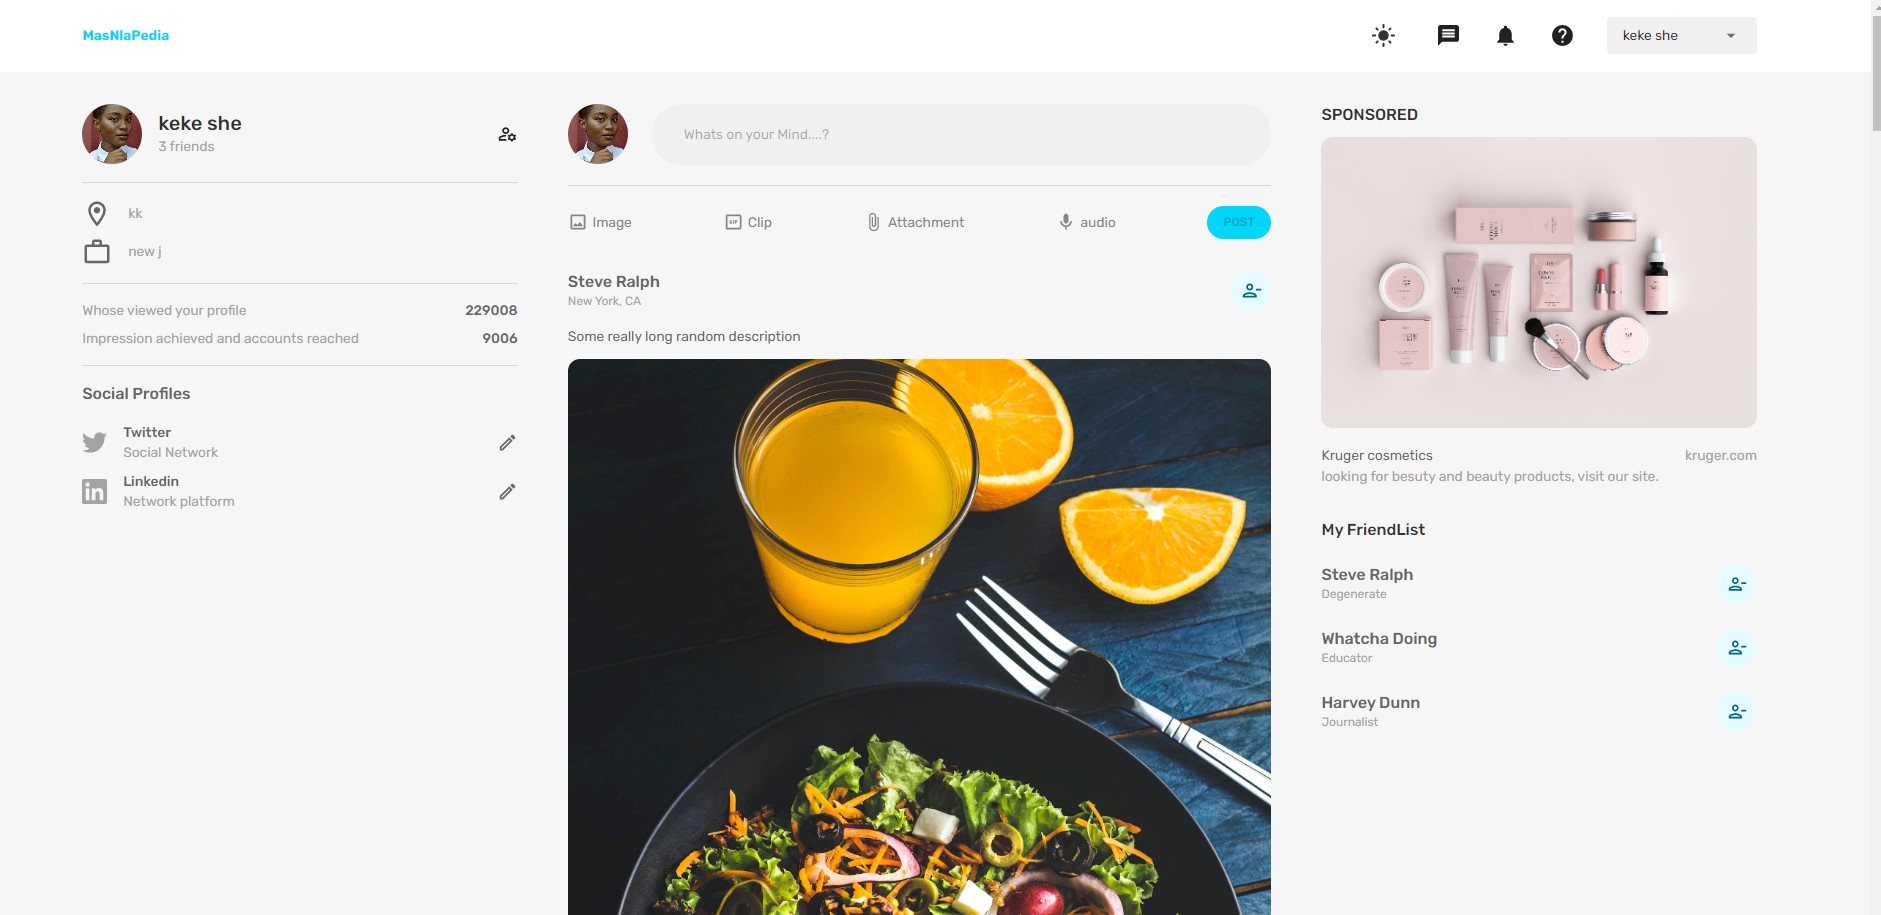 MasNlaPedia
keke she
keke she
3 friends
kk
new j
Whose viewed your profile 229008
Impression achieved and accounts reached 9006
Social Profiles
Twitter
Social Network
Linkedin
Network platform
Whats on your Mind....?
Image
GIF Clip
Attachment
audio
POST
Steve Ralph
New York, CA
Some really long random description
SPONSORED
Kruger cosmetics kruger.com
looking for besuty and beauty products, visit our site.
My FriendList
Steve Ralph
Degenerate
Whatcha Doing
Educator
Harvey Dunn
Journalist